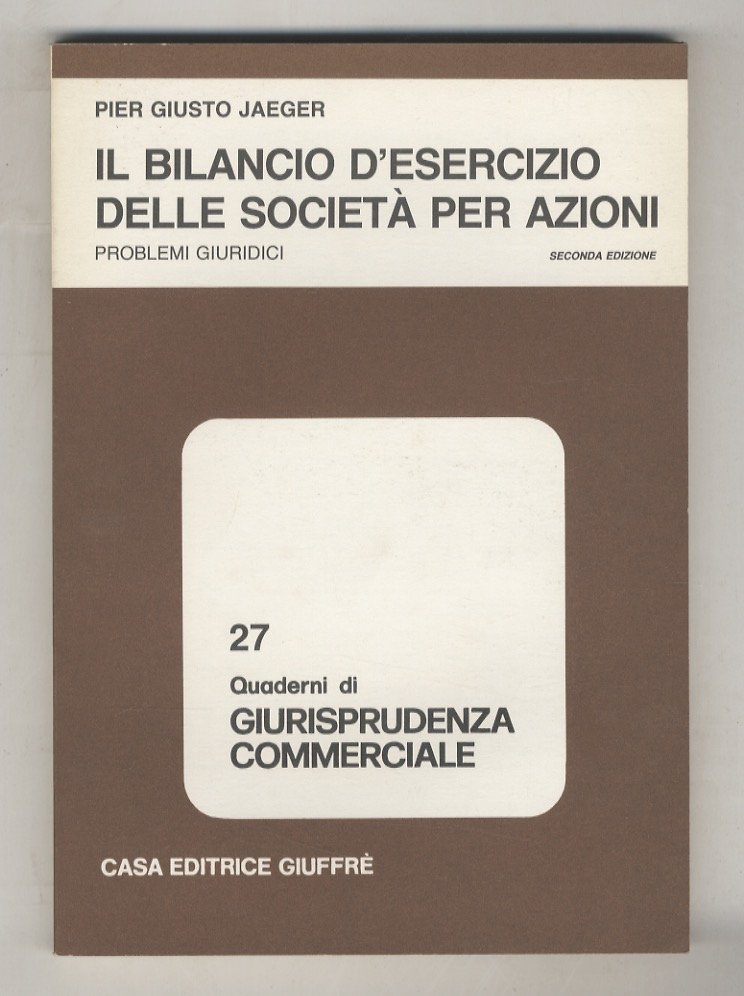 PIER GIUSTO JAEGER
IL BILANCIO D'ESERCIZIO
DELLE SOCIETÀ PER AZIONI
PROBLEMI GIURIDICI
SECONDA EDIZIONE
27
Quaderni di
GIURISPRUDENZA
COMMERCIALE
CASA EDITRICE GIUFFRÈ